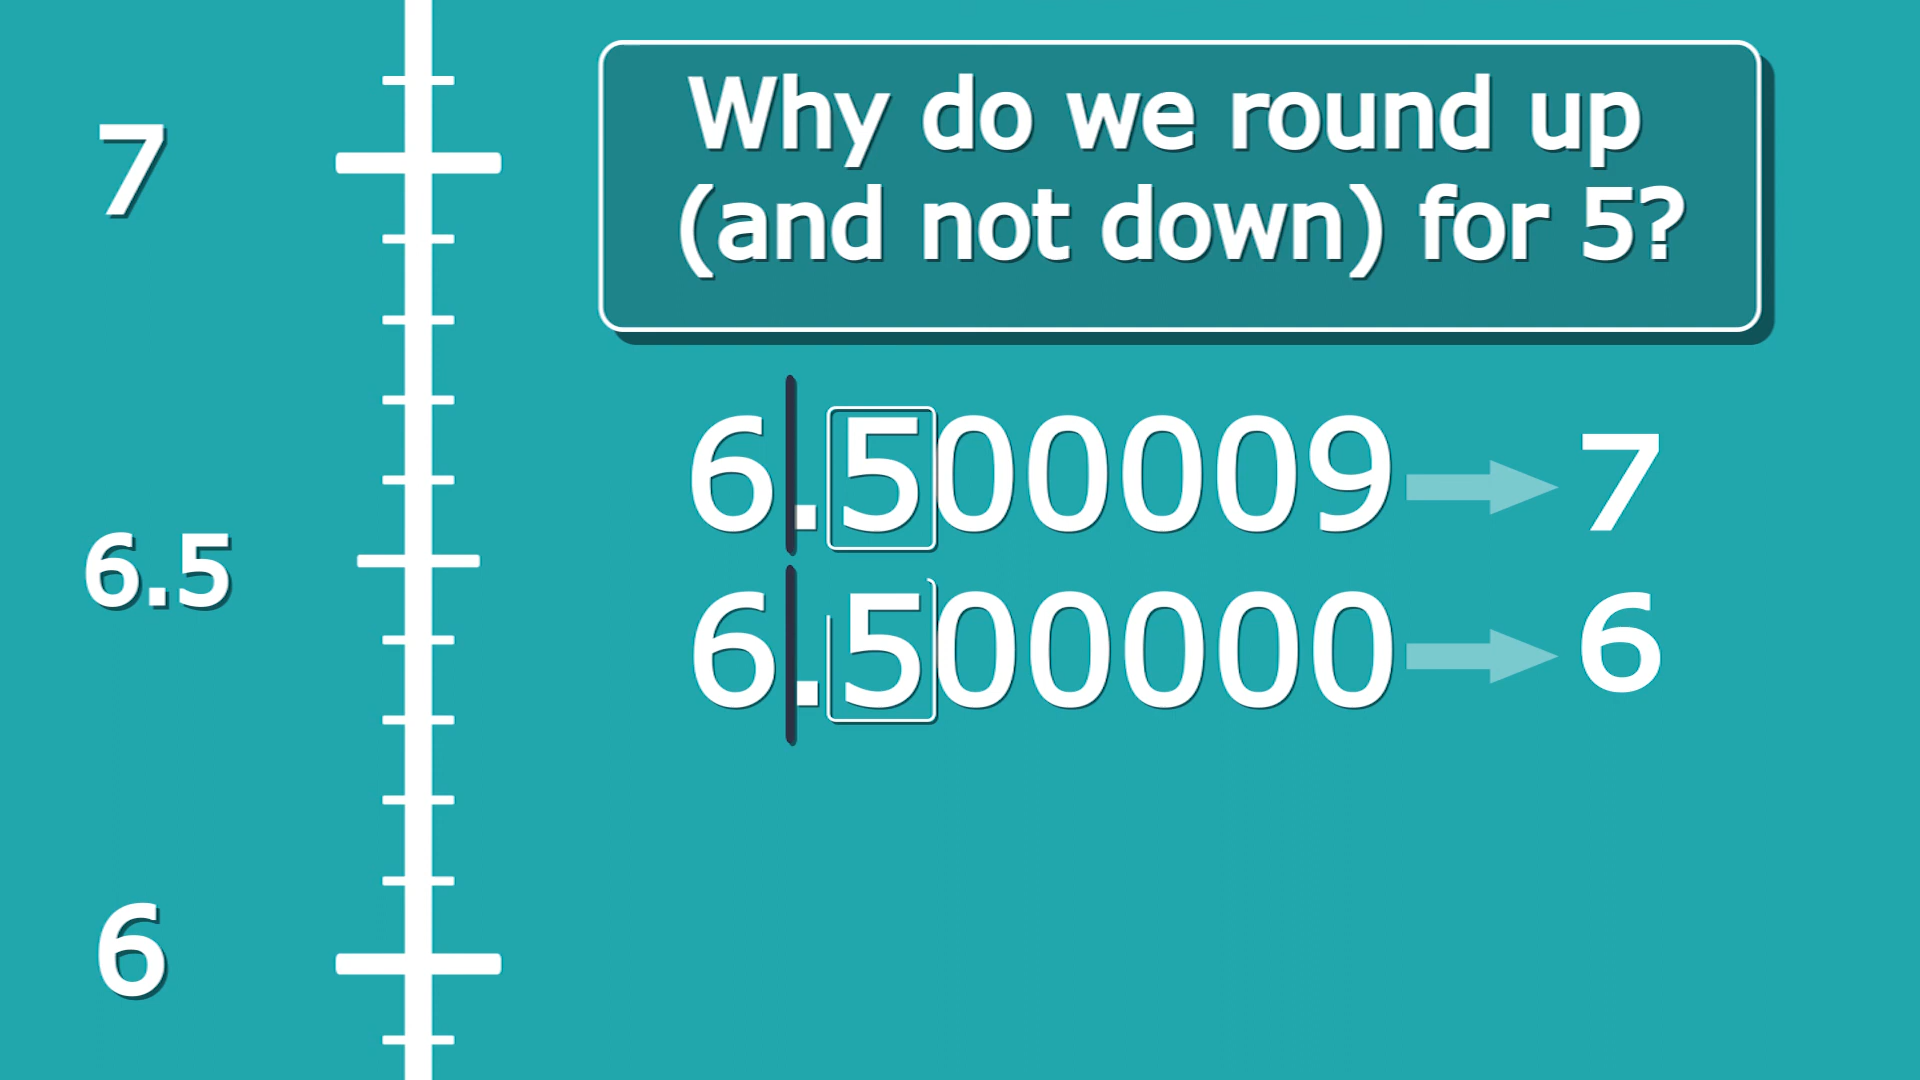 Why do we round up
(and not down) for 5?
7
6.5
6
6.500009 7
6.500000 6